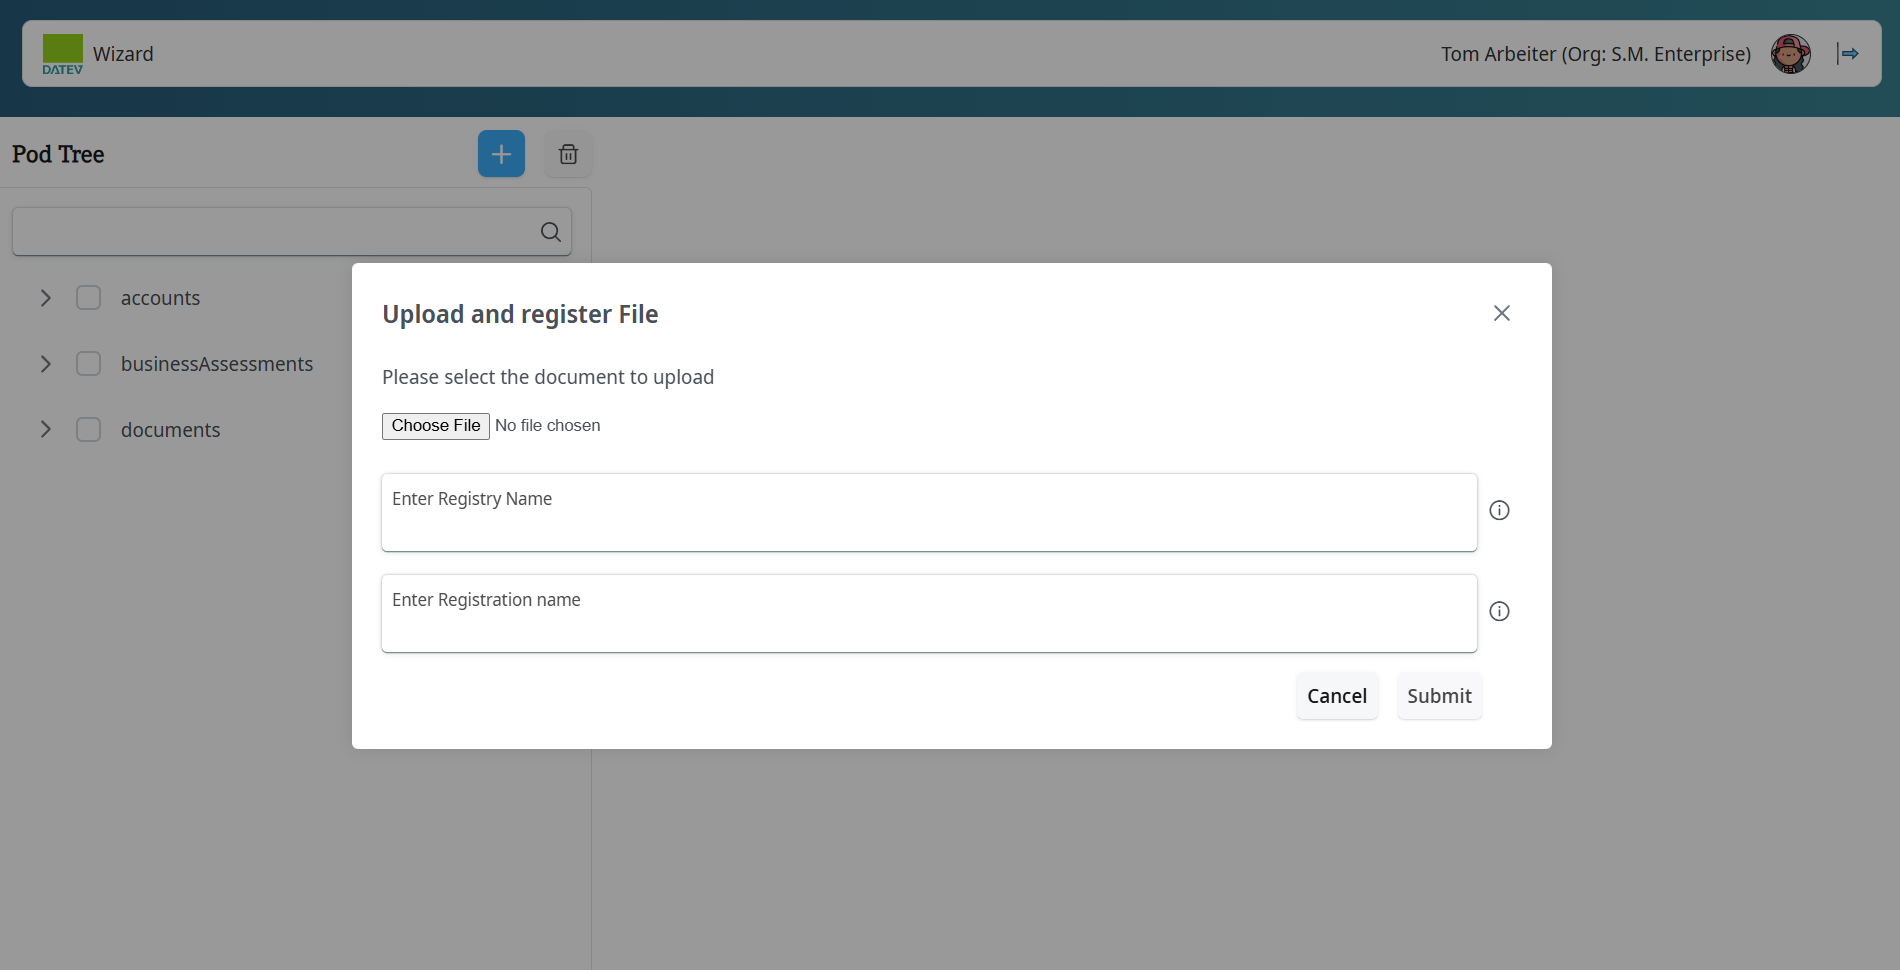 DATEV
Wizard
Tom Arbeiter (Org: S.M. Enterprise)
Pod Tree
accounts
businessAssessments
documents
Upload and register File
Please select the document to upload
Choose File No file chosen
Enter Registry Name
Enter Registration name
Cancel
Submit